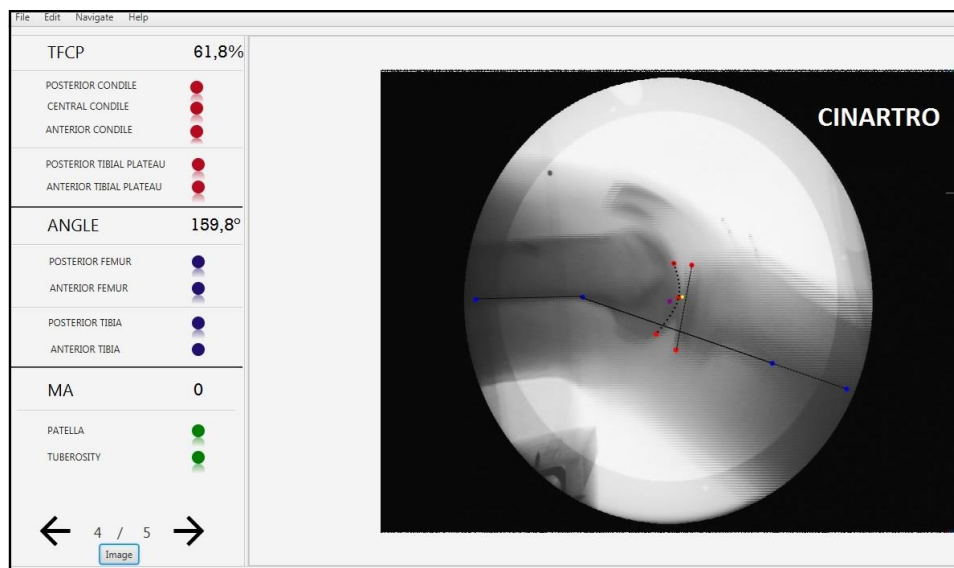 File Edit Navigate Help
TFCP 61,8%
POSTERIOR CONDILE
CENTRAL CONDILE
ANTERIOR CONDILE
POSTERIOR TIBIAL PLATEAU
ANTERIOR TIBIAL PLATEAU
ANGLE 159,8º
POSTERIOR FEMUR
ANTERIOR FEMUR
POSTERIOR TIBIA
ANTERIOR TIBIA
MA 0
PATELLA
TUBEROSITY
4 / 5
Image
CINARTRO